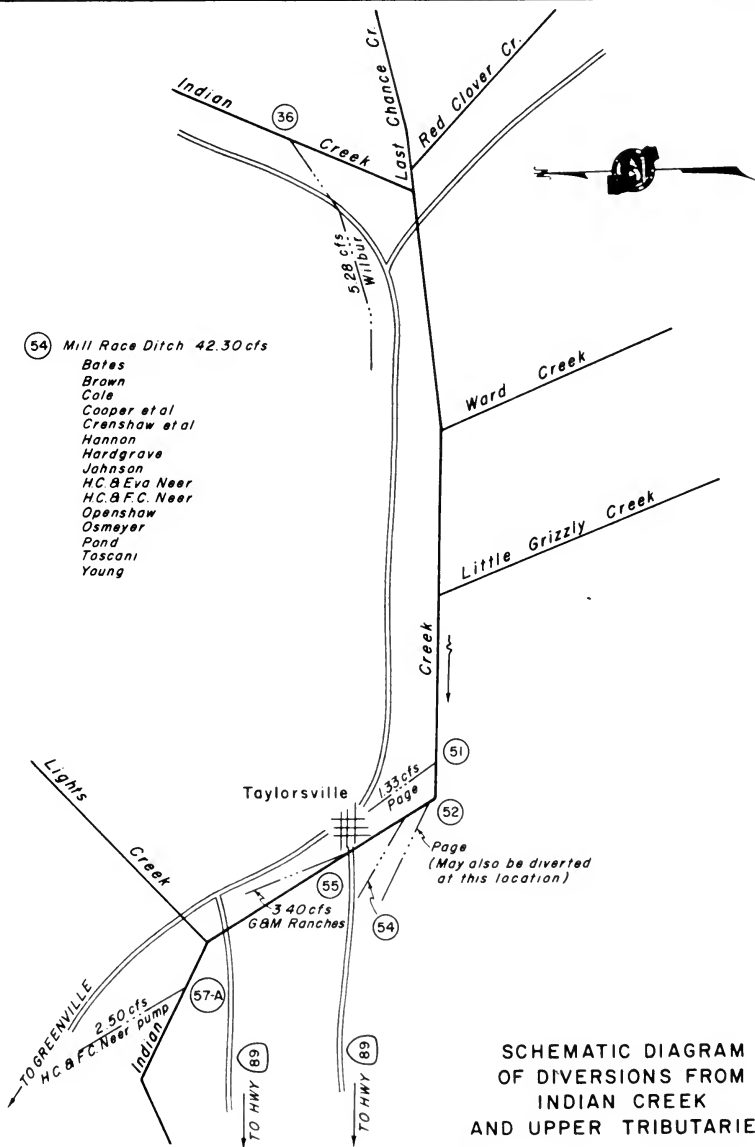 Last Chance Cr.
Red Clover Cr.
Indian Creek
36
5.28 cfs
Wilbur
54 Mill Race Ditch 42.30 cfs
Bates
Brown
Cole
Cooper et al
Crenshaw et al
Hannon
Hardgrave
Johnson
H.C. & Eva Neer
H.C. & F.C. Neer
Openshaw
Osmeyer
Pond
Toscani
Young
Ward Creek
Little Grizzly Creek
Creek
51
1.33 cfs
Page
Taylorsville
52
Page
(May also be diverted
at this location)
Lights Creek
55
3.40 cfs
G&M Ranches
54
57-A
2.50 cfs
H.C. & F.C. Neer pump
TO GREENVILLE
Indian
TO HWY 89
TO HWY 89
SCHEMATIC DIAGRAM
OF DIVERSIONS FROM
INDIAN CREEK
AND UPPER TRIBUTARIE